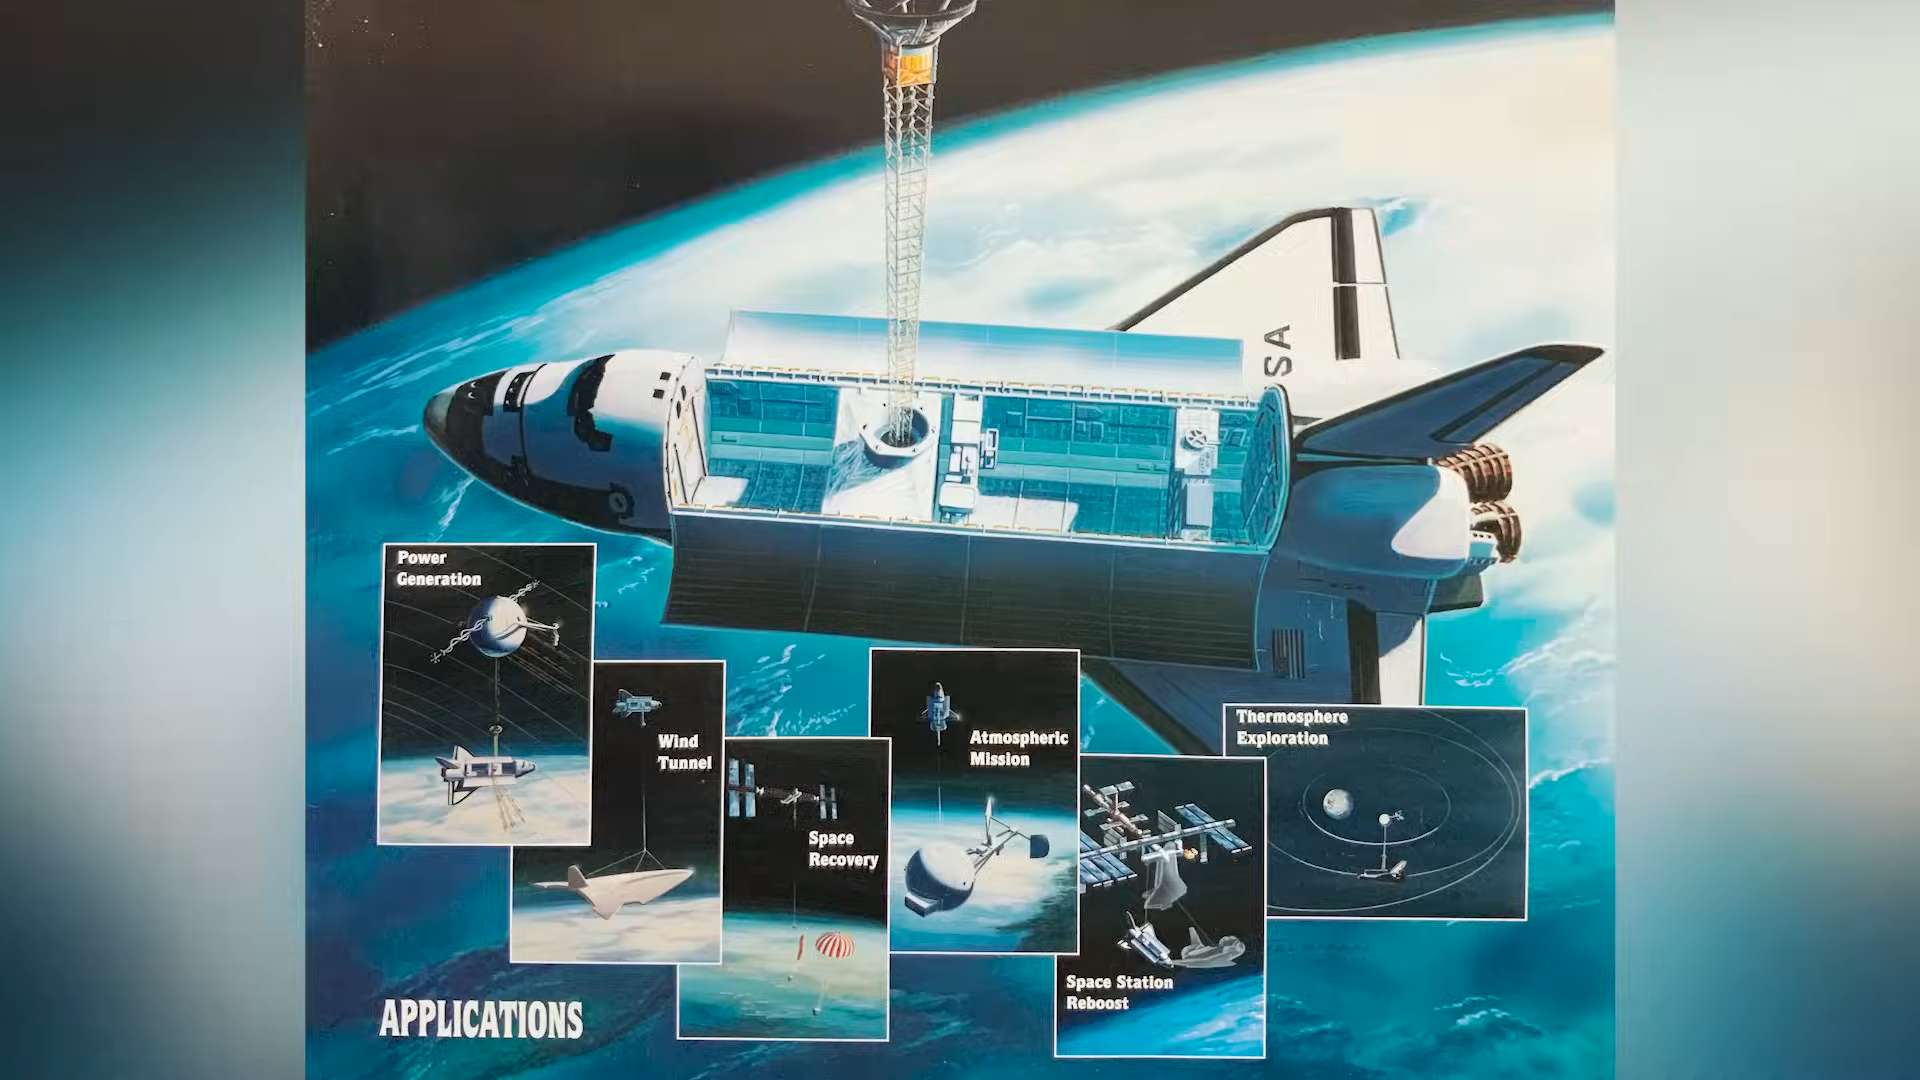 SA
Power
Generation
Wind
Tunnel
Space
Recovery
Atmospheric
Mission
Space Station
Reboost
Thermosphere
Exploration
APPLICATIONS